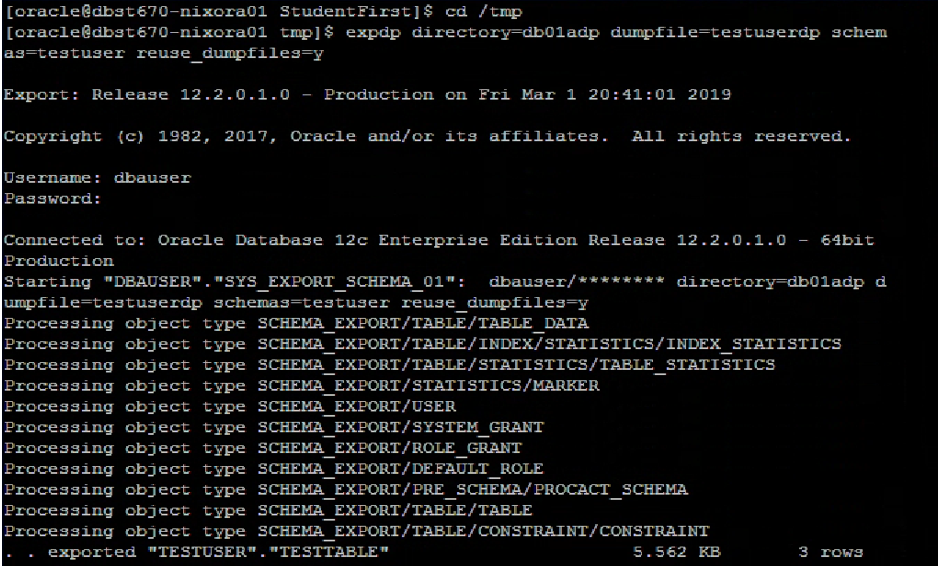 [oracle@dbst670-nixora01 StudentFirst]$ cd /tmp
[oracle@dbst670-nixora01 tmp]$ expdp directory=db01adp dumpfile=testuserdp schem
as=testuser reuse_dumpfiles=y
Export: Release 12.2.0.1.0 - Production on Fri Mar 1 20:41:01 2019
Copyright (c) 1982, 2017, Oracle and/or its affiliates.  All rights reserved.
Username: dbauser
Password:
Connected to: Oracle Database 12c Enterprise Edition Release 12.2.0.1.0 - 64bit
Production
Starting "DBAUSER"."SYS_EXPORT_SCHEMA_01":  dbauser/******** directory=db01adp d
umpfile=testuserdp schemas=testuser reuse_dumpfiles=y
Processing object type SCHEMA_EXPORT/TABLE/TABLE_DATA
Processing object type SCHEMA_EXPORT/TABLE/INDEX/STATISTICS/INDEX_STATISTICS
Processing object type SCHEMA_EXPORT/TABLE/STATISTICS/TABLE_STATISTICS
Processing object type SCHEMA_EXPORT/STATISTICS/MARKER
Processing object type SCHEMA_EXPORT/USER
Processing object type SCHEMA_EXPORT/SYSTEM_GRANT
Processing object type SCHEMA_EXPORT/ROLE_GRANT
Processing object type SCHEMA_EXPORT/DEFAULT_ROLE
Processing object type SCHEMA_EXPORT/PRE_SCHEMA/PROCACT_SCHEMA
Processing object type SCHEMA_EXPORT/TABLE/TABLE
Processing object type SCHEMA_EXPORT/TABLE/CONSTRAINT/CONSTRAINT
. . exported "TESTUSER"."TESTTABLE"                      5.562 KB       3 rows